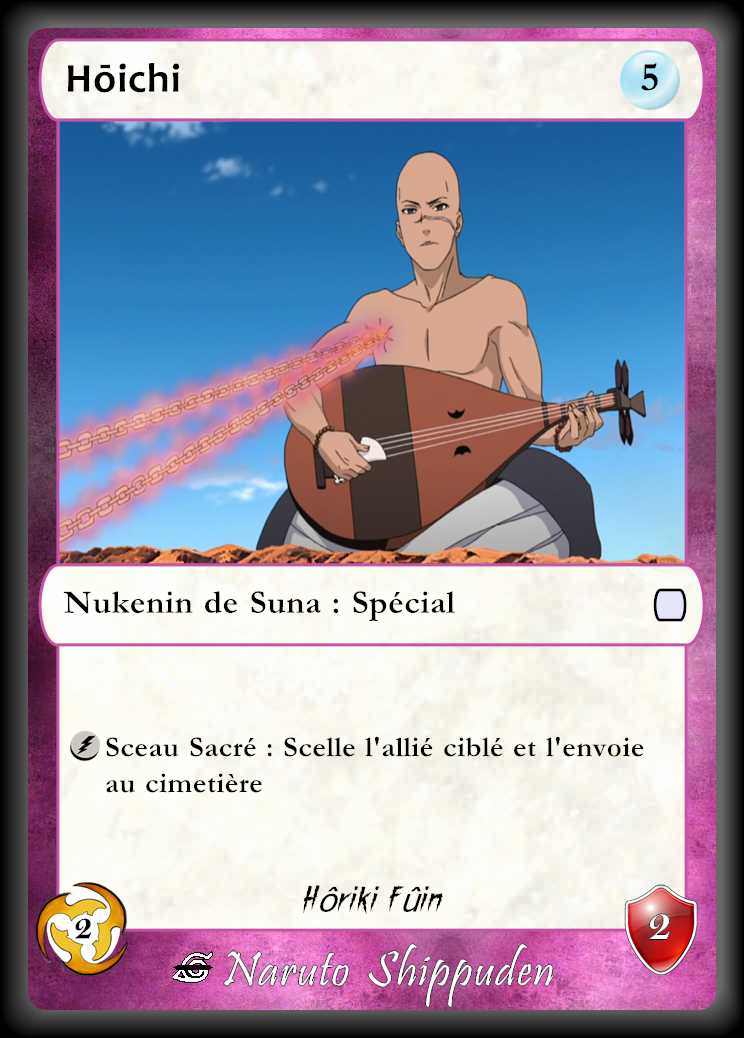 Hōichi
5
Nukenin de Suna : Spécial
Sceau Sacré : Scelle l'allié ciblé et l'envoie
au cimetière
Hôriki Fûin
2
2
Naruto Shippuden